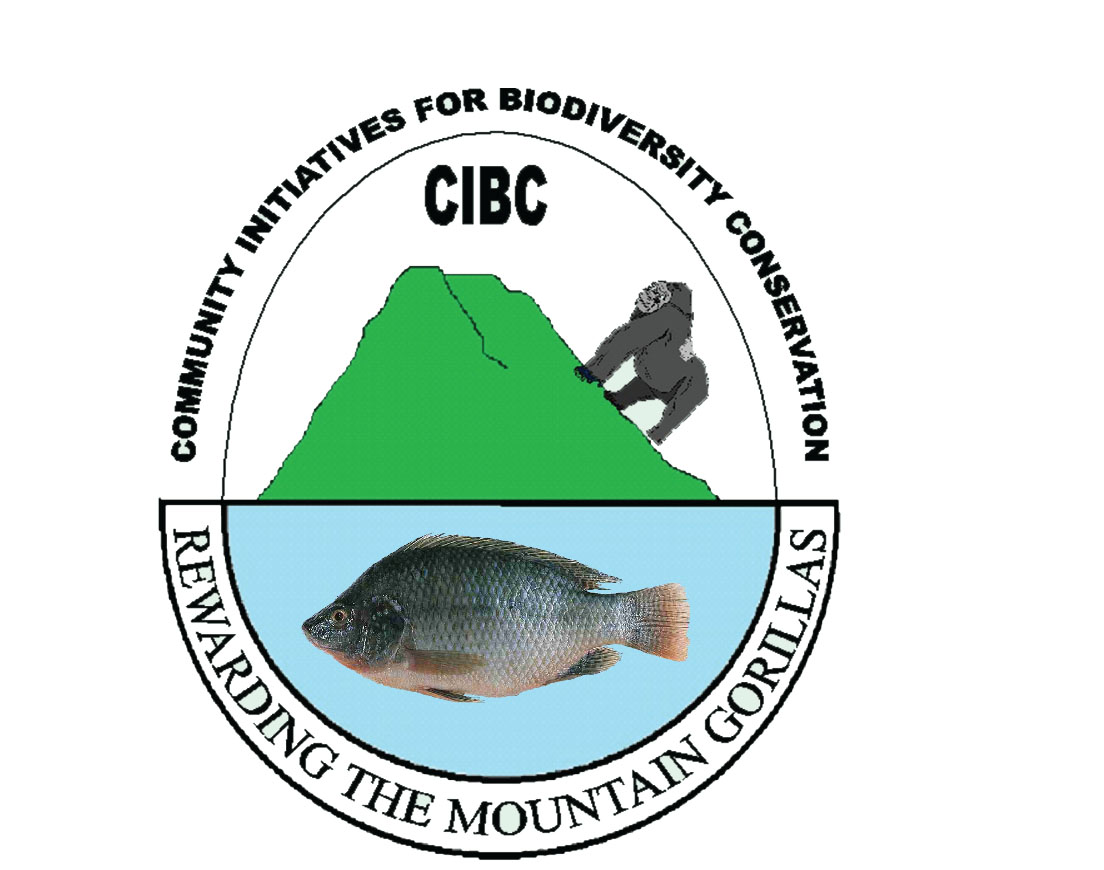 COMMUNITY INITIATIVES FOR BIODIVERSITY CONSERVATION
CIBC
REWARDING THE MOUNTAIN GORILLAS